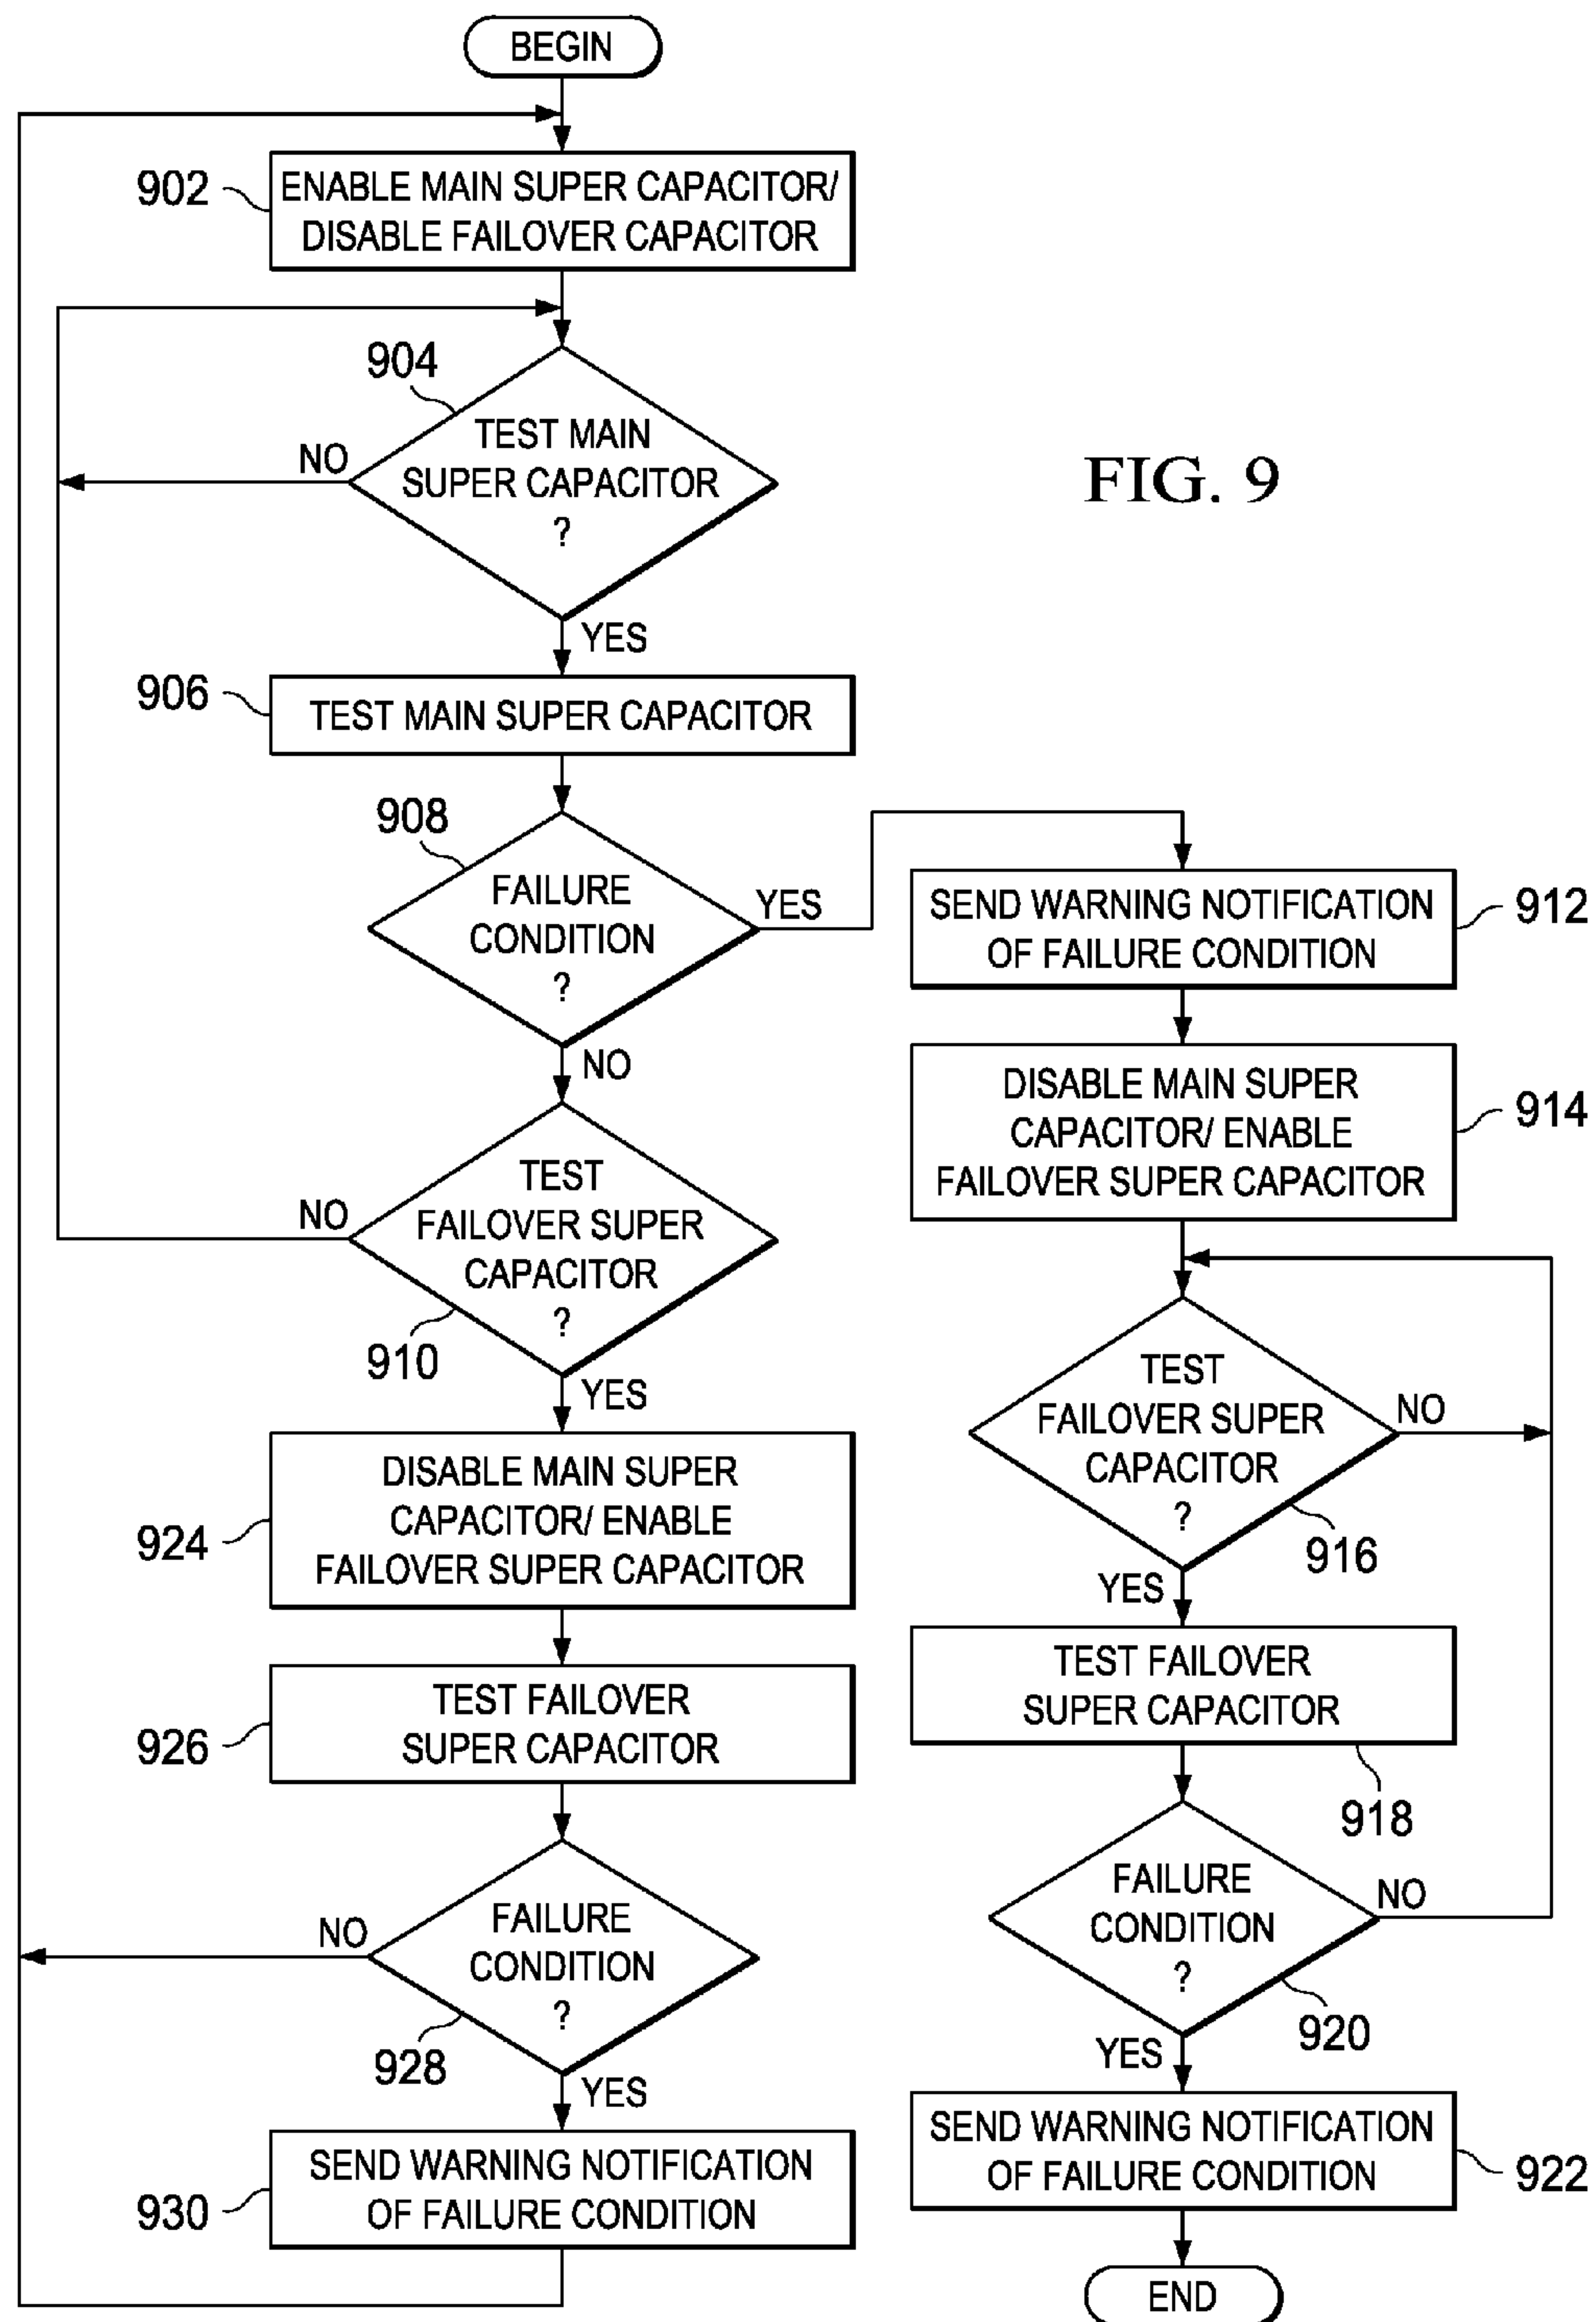 BEGIN
902
ENABLE MAIN SUPER CAPACITOR/
DISABLE FAILOVER CAPACITOR
904
TEST MAIN
SUPER CAPACITOR
?
NO
YES
FIG. 9
906
TEST MAIN SUPER CAPACITOR
908
FAILURE
CONDITION
?
YES
NO
910
TEST
FAILOVER SUPER
CAPACITOR
?
NO
YES
924
DISABLE MAIN SUPER
CAPACITOR/ ENABLE
FAILOVER SUPER CAPACITOR
926
TEST FAILOVER
SUPER CAPACITOR
928
FAILURE
CONDITION
?
NO
YES
930
SEND WARNING NOTIFICATION
OF FAILURE CONDITION
SEND WARNING NOTIFICATION
OF FAILURE CONDITION
912
DISABLE MAIN SUPER
CAPACITOR/ ENABLE
FAILOVER SUPER CAPACITOR
914
TEST
FAILOVER SUPER
CAPACITOR
?
NO
916
YES
TEST FAILOVER
SUPER CAPACITOR
918
FAILURE
CONDITION
?
NO
920
YES
SEND WARNING NOTIFICATION
OF FAILURE CONDITION
922
END